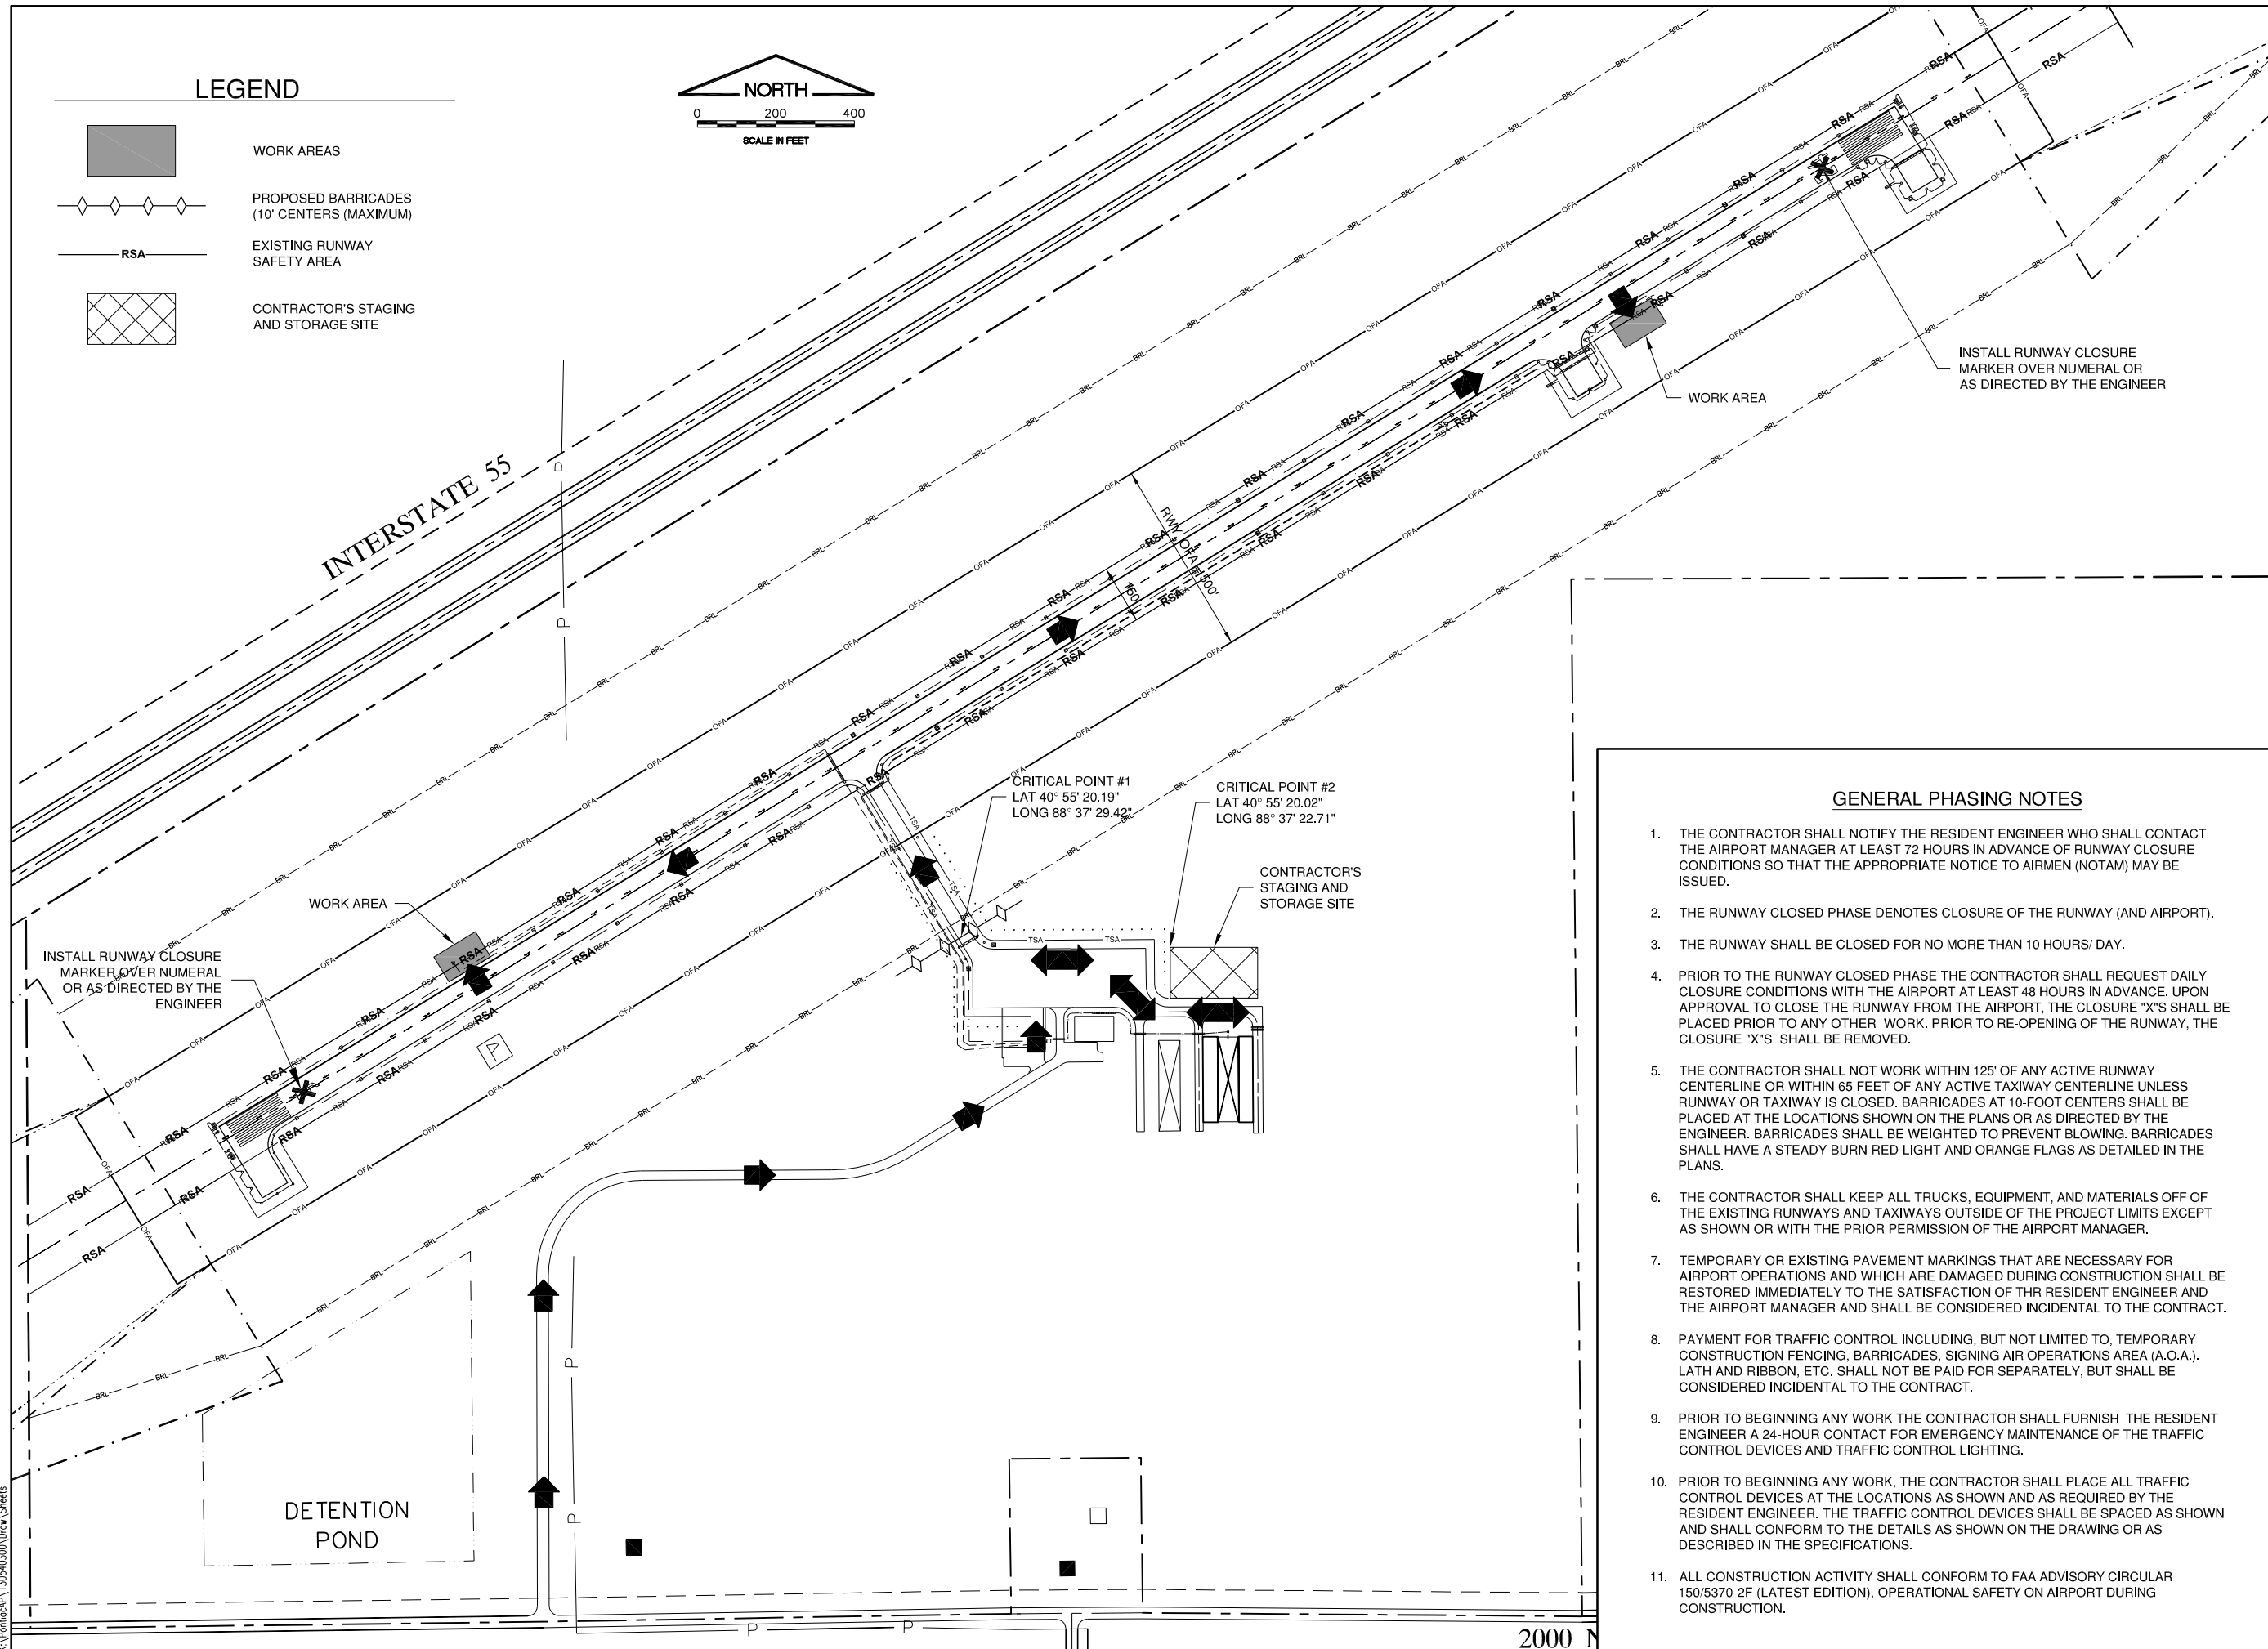 LEGEND
WORK AREAS
PROPOSED BARRICADES
(10' CENTERS (MAXIMUM)
RSA
EXISTING RUNWAY
SAFETY AREA
CONTRACTOR'S STAGING
AND STORAGE SITE
NORTH
0 200 400
SCALE IN FEET
INTERSTATE 55
INSTALL RUNWAY CLOSURE
MARKER OVER NUMERAL OR
AS DIRECTED BY THE ENGINEER
WORK AREA
RWY OFA = 500'
150'
CRITICAL POINT #1
LAT 40° 55' 20.19"
LONG 88° 37' 29.42"
CRITICAL POINT #2
LAT 40° 55' 20.02"
LONG 88° 37' 22.71"
CONTRACTOR'S
STAGING AND
STORAGE SITE
WORK AREA
INSTALL RUNWAY CLOSURE
MARKER OVER NUMERAL
OR AS DIRECTED BY THE
ENGINEER
RSA
OFA
BRL
TSA
P
DETENTION
POND
2000 N
GENERAL PHASING NOTES
1. THE CONTRACTOR SHALL NOTIFY THE RESIDENT ENGINEER WHO SHALL CONTACT
THE AIRPORT MANAGER AT LEAST 72 HOURS IN ADVANCE OF RUNWAY CLOSURE
CONDITIONS SO THAT THE APPROPRIATE NOTICE TO AIRMEN (NOTAM) MAY BE
ISSUED.
2. THE RUNWAY CLOSED PHASE DENOTES CLOSURE OF THE RUNWAY (AND AIRPORT).
3. THE RUNWAY SHALL BE CLOSED FOR NO MORE THAN 10 HOURS/ DAY.
4. PRIOR TO THE RUNWAY CLOSED PHASE THE CONTRACTOR SHALL REQUEST DAILY
CLOSURE CONDITIONS WITH THE AIRPORT AT LEAST 48 HOURS IN ADVANCE. UPON
APPROVAL TO CLOSE THE RUNWAY FROM THE AIRPORT, THE CLOSURE "X"S SHALL BE
PLACED PRIOR TO ANY OTHER WORK. PRIOR TO RE-OPENING OF THE RUNWAY, THE
CLOSURE "X"S SHALL BE REMOVED.
5. THE CONTRACTOR SHALL NOT WORK WITHIN 125' OF ANY ACTIVE RUNWAY
CENTERLINE OR WITHIN 65 FEET OF ANY ACTIVE TAXIWAY CENTERLINE UNLESS
RUNWAY OR TAXIWAY IS CLOSED. BARRICADES AT 10-FOOT CENTERS SHALL BE
PLACED AT THE LOCATIONS SHOWN ON THE PLANS OR AS DIRECTED BY THE
ENGINEER. BARRICADES SHALL BE WEIGHTED TO PREVENT BLOWING. BARRICADES
SHALL HAVE A STEADY BURN RED LIGHT AND ORANGE FLAGS AS DETAILED IN THE
PLANS.
6. THE CONTRACTOR SHALL KEEP ALL TRUCKS, EQUIPMENT, AND MATERIALS OFF OF
THE EXISTING RUNWAYS AND TAXIWAYS OUTSIDE OF THE PROJECT LIMITS EXCEPT
AS SHOWN OR WITH THE PRIOR PERMISSION OF THE AIRPORT MANAGER.
7. TEMPORARY OR EXISTING PAVEMENT MARKINGS THAT ARE NECESSARY FOR
AIRPORT OPERATIONS AND WHICH ARE DAMAGED DURING CONSTRUCTION SHALL BE
RESTORED IMMEDIATELY TO THE SATISFACTION OF THR RESIDENT ENGINEER AND
THE AIRPORT MANAGER AND SHALL BE CONSIDERED INCIDENTAL TO THE CONTRACT.
8. PAYMENT FOR TRAFFIC CONTROL INCLUDING, BUT NOT LIMITED TO, TEMPORARY
CONSTRUCTION FENCING, BARRICADES, SIGNING AIR OPERATIONS AREA (A.O.A.).
LATH AND RIBBON, ETC. SHALL NOT BE PAID FOR SEPARATELY, BUT SHALL BE
CONSIDERED INCIDENTAL TO THE CONTRACT.
9. PRIOR TO BEGINNING ANY WORK THE CONTRACTOR SHALL FURNISH THE RESIDENT
ENGINEER A 24-HOUR CONTACT FOR EMERGENCY MAINTENANCE OF THE TRAFFIC
CONTROL DEVICES AND TRAFFIC CONTROL LIGHTING.
10. PRIOR TO BEGINNING ANY WORK, THE CONTRACTOR SHALL PLACE ALL TRAFFIC
CONTROL DEVICES AT THE LOCATIONS AS SHOWN AND AS REQUIRED BY THE
RESIDENT ENGINEER. THE TRAFFIC CONTROL DEVICES SHALL BE SPACED AS SHOWN
AND SHALL CONFORM TO THE DETAILS AS SHOWN ON THE DRAWING OR AS
DESCRIBED IN THE SPECIFICATIONS.
11. ALL CONSTRUCTION ACTIVITY SHALL CONFORM TO FAA ADVISORY CIRCULAR
150/5370-2F (LATEST EDITION), OPERATIONAL SAFETY ON AIRPORT DURING
CONSTRUCTION.